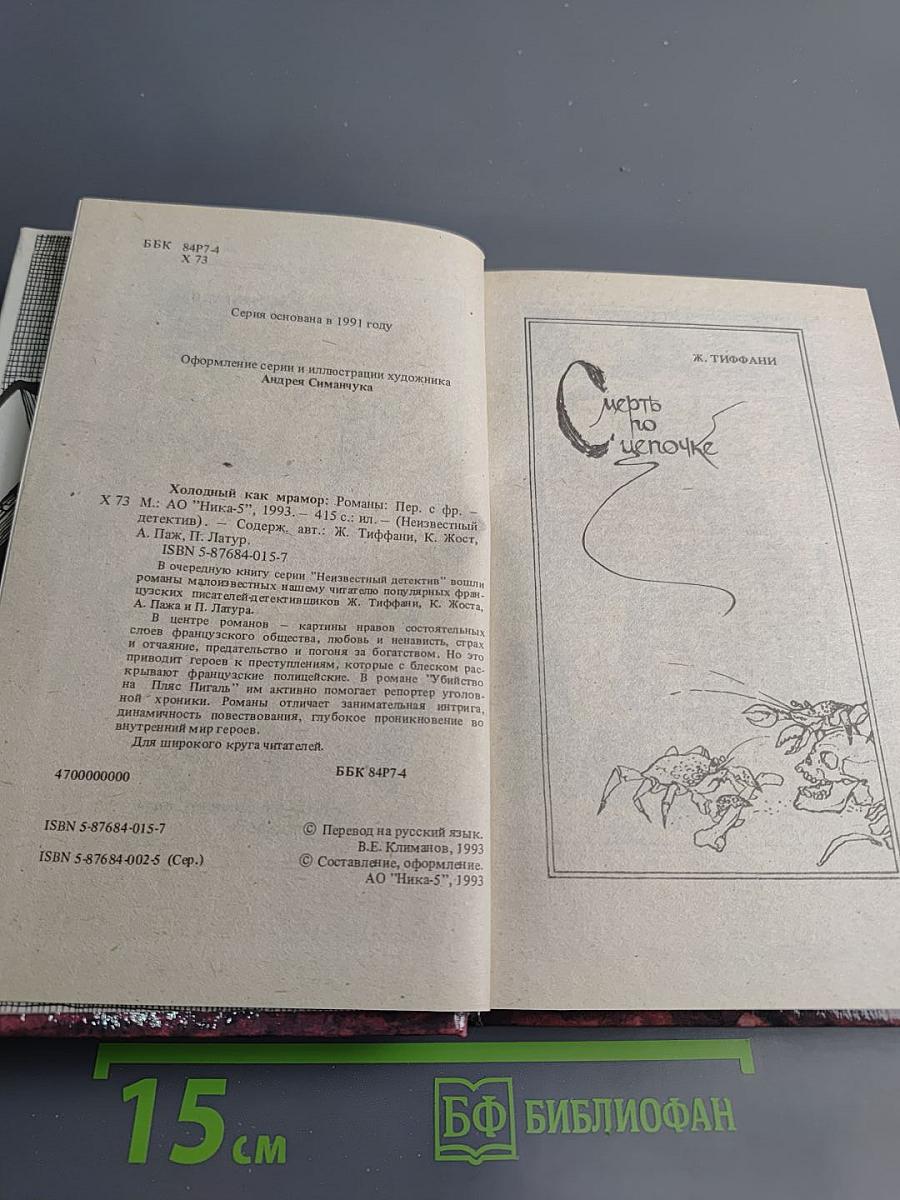 ББК 84Р7-4
Х 73
Серия основана в 1991 году
Оформление серии и иллюстрации художника
Андрея Симанчука
Холодный как мрамор: Романы: Пер. с фр. –
Х 73 М.: АО "Ника-5", 1993. – 415 с.: ил. – (Неизвестный
детектив). – Содерж. авт.: Ж. Тиффани, К. Жост,
А. Паж, П. Латур.
ISBN 5-87684-015-7
В очередную книгу серии "Неизвестный детектив" вошли
романы малоизвестных нашему читателю популярных фран-
цузских писателей-детективщиков Ж. Тиффани, К. Жоста,
А. Пажа и П. Латура.
В центре романов – картины нравов состоятельных
слоев французского общества, любовь и ненависть, страх
и отчаяние, предательство и погоня за богатством. Но это
приводит героев к преступлениям, которые с блеском рас-
крывают французские полицейские. В романе "Убийство
на Пляс Пигаль" им активно помогает репортер уголов-
ной хроники. Романы отличает занимательная интрига,
динамичность повествования, глубокое проникновение во
внутренний мир героев.
Для широкого круга читателей.
4700000000
ББК 84Р7-4
ISBN 5-87684-015-7
ISBN 5-87684-002-5 (Сер.)
© Перевод на русский язык.
В.Е. Климанов, 1993
© Составление, оформление.
АО "Ника-5", 1993
Ж. ТИФФАНИ
Смерть
по
цепочке
15 см
БФ БИБЛИОФАН